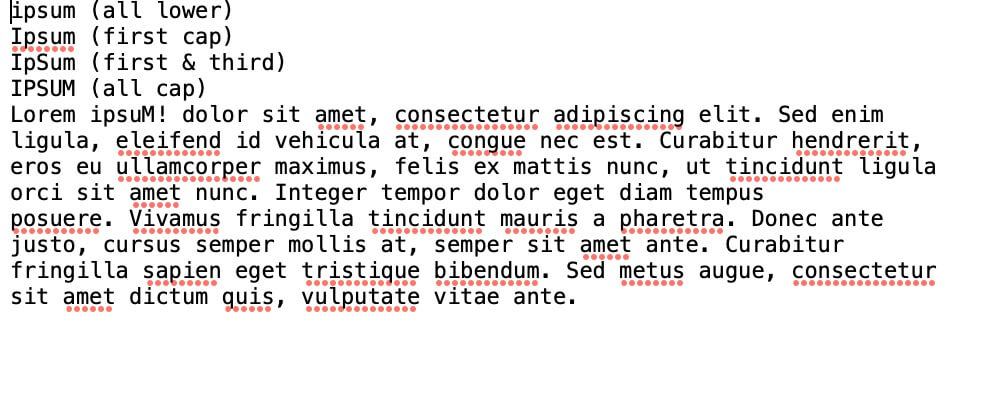 ipsum (all lower)
Ipsum (first cap)
IpSum (first & third)
IPSUM (all cap)
Lorem ipsuM! dolor sit amet, consectetur adipiscing elit. Sed enim
ligula, eleifend id vehicula at, congue nec est. Curabitur hendrerit,
eros eu ullamcorper maximus, felis ex mattis nunc, ut tincidunt ligula
orci sit amet nunc. Integer tempor dolor eget diam tempus
posuere. Vivamus fringilla tincidunt mauris a pharetra. Donec ante
justo, cursus semper mollis at, semper sit amet ante. Curabitur
fringilla sapien eget tristique bibendum. Sed metus augue, consectetur
sit amet dictum quis, vulputate vitae ante.